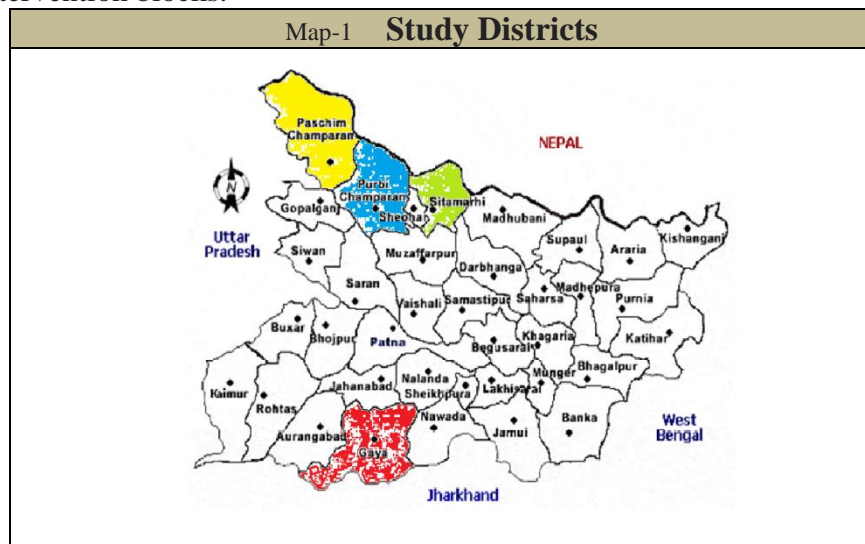 Map-1 Study Districts
Paschim
Champaran
NEPAL
N
Purbi
Champaran
Sitamarhi
Gopalganj
Sheohar
Madhubani
Uttar
Pradesh
Siwan
Muzaffarpur
Supaul
Araria
Kishanganj
Darbhanga
Saran
Vaishali
Samastipur
Saharsa
Madhepura
Purnia
Buxar
Bhojpur
Patna
Begusarai
Khagaria
Katihar
Kaimur
Rohtas
Jahanabad
Nalanda
Sheikhpura
Lakhisarai
Munger
Bhagalpur
Aurangabad
Gaya
Nawada
Jamui
Banka
West
Bengal
Jharkhand